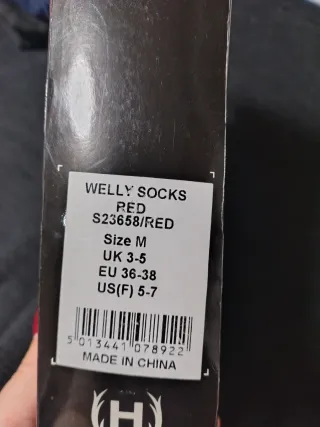 WELLY SOCKS
RED
S23658/RED
Size M
UK 3-5
EU 36-38
US(F) 5-7
5 013441 078922
MADE IN CHINA
H